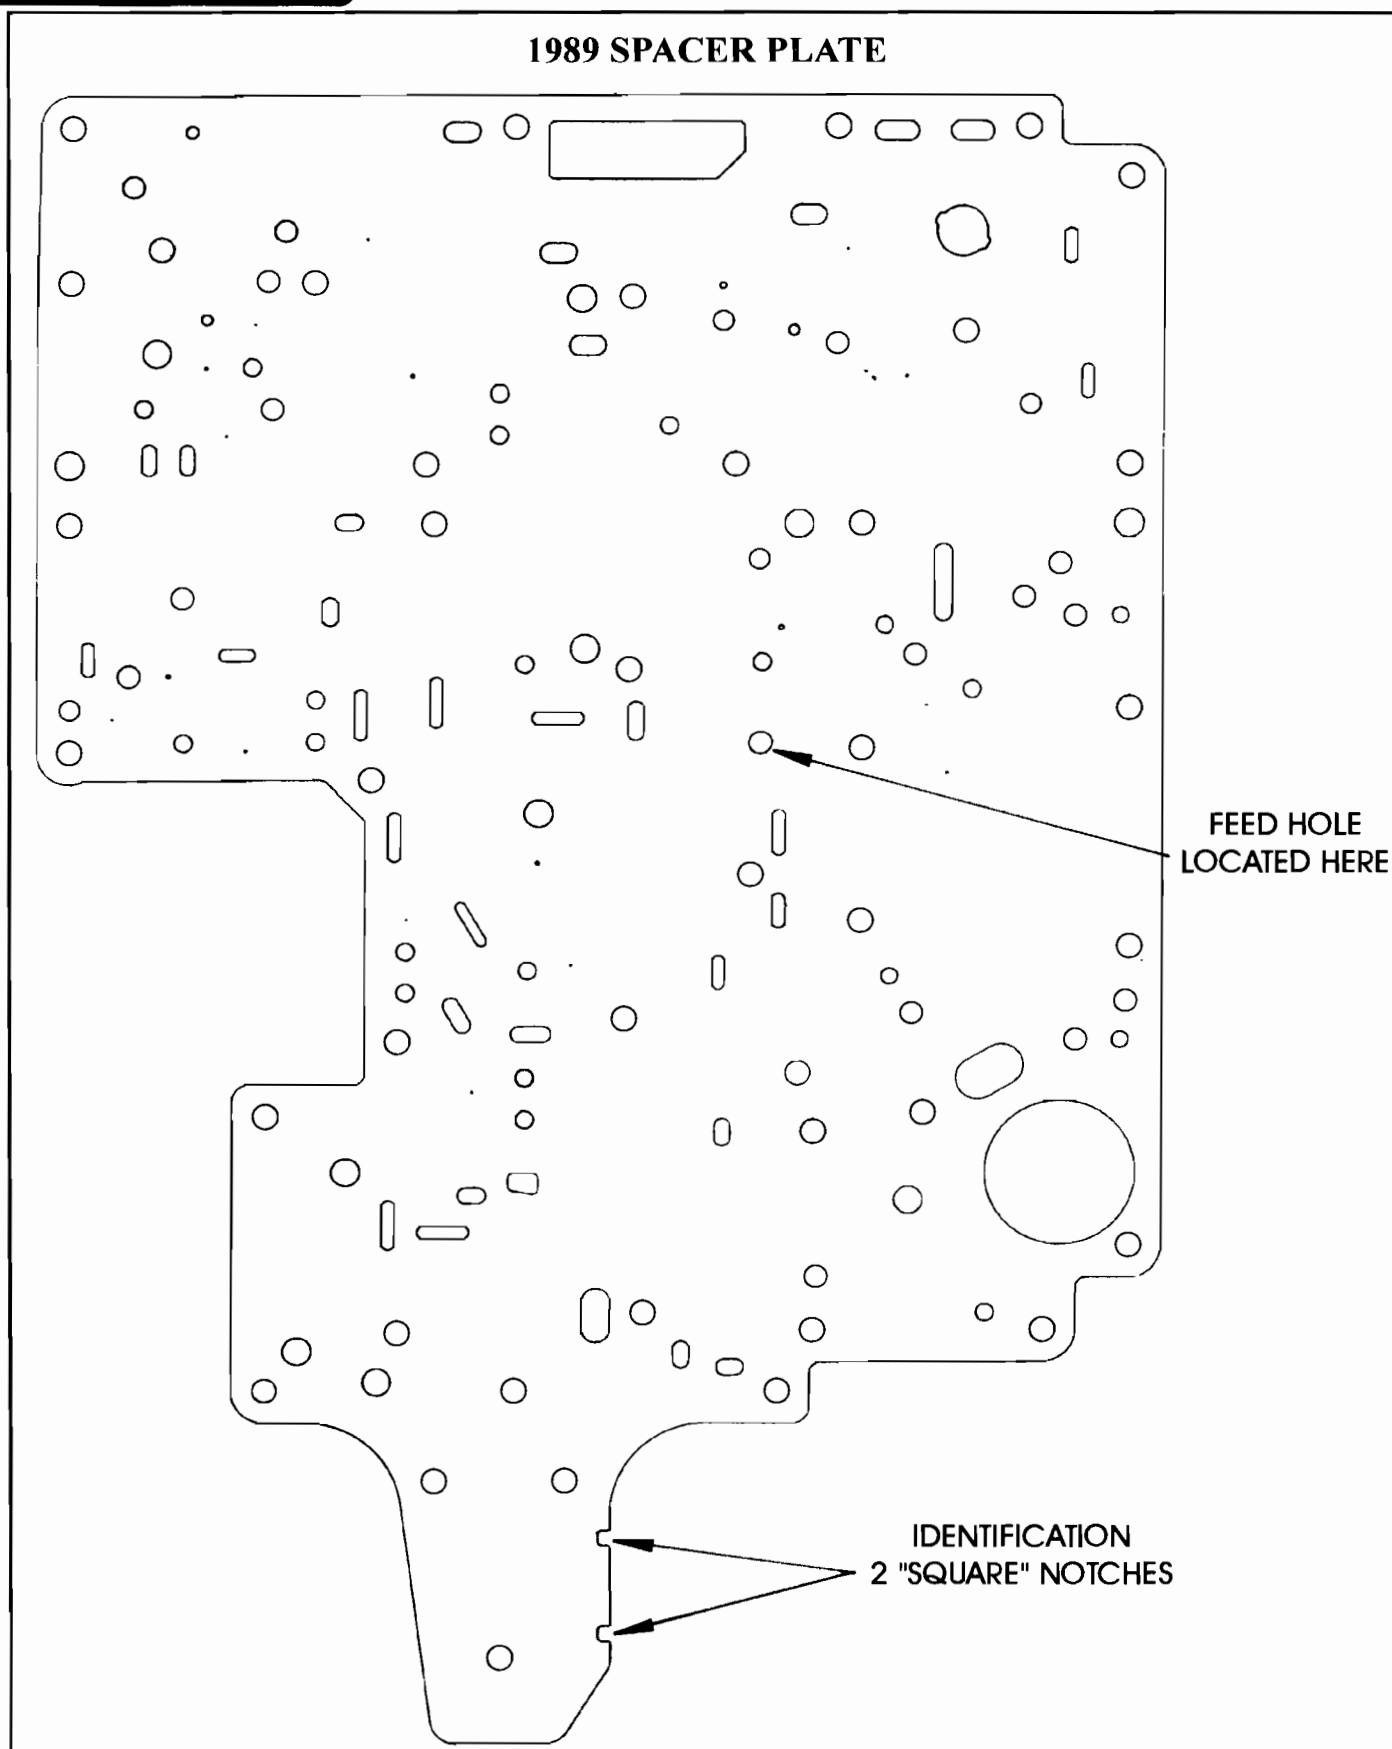 1989 SPACER PLATE
FEED HOLE
LOCATED HERE
IDENTIFICATION
2 "SQUARE" NOTCHES